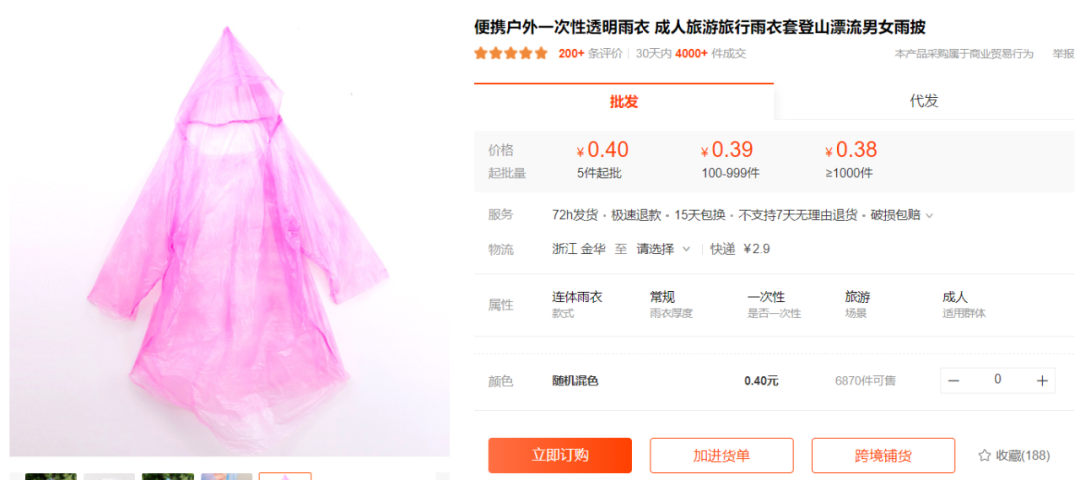 便携户外一次性透明雨衣 成人旅游旅行雨衣套登山漂流男女雨披
200+ 条评价 30天内 4000+ 件成交 本产品采购属于商业贸易行为 举报
批发 代发
价格 ¥0.40 ¥0.39 ¥0.38
起批量 5件起批 100-999件 ≥1000件
服务 72h发货 · 极速退款 · 15天包换 · 不支持7天无理由退货 · 破损包赔
物流 浙江 金华 至 请选择 快递 ¥2.9
属性 连体雨衣 常规 一次性 旅游 成人
款式 雨衣厚度 是否一次性 场景 适用群体
颜色 随机混色 0.40元 6870件可售 — 0 +
立即订购 加进货单 跨境铺货 收藏(188)